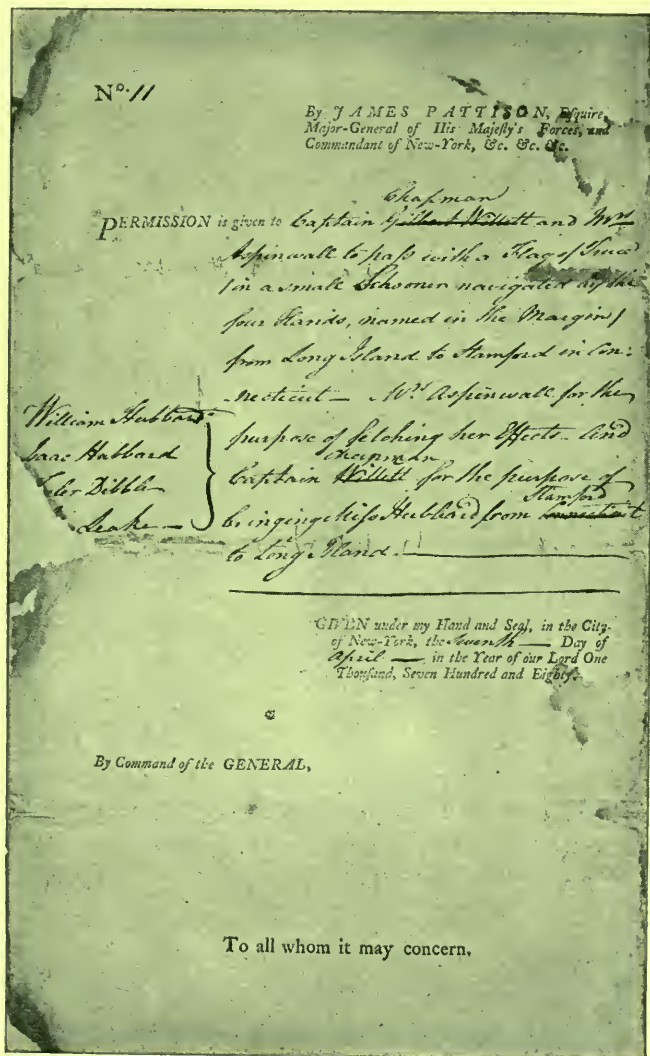 No. 11
By JAMES PATTISON, Esquire,
Major-General of His Majesty's Forces, and
Commandant of New-York, &c. &c. &c.
Chapman
PERMISSION is given to Captain Gilbert Willett and Mrs
Aspinwall to pass with a Flag of Truce
(in a small Schooner navigated by the
four Hands, named in the Margin)
from Long Island to Stamford in Con:
necticut — Mrs Aspinwall for the
purpose of fetching her Effects — And
Chapman
Captain Willett for the purpose of
Stamford
bringing Miss Hubbard from Connecticut
to Long Island.
William Hubbard
Isaac Hubbard
Dibble
Leake —
GIVEN under my Hand and Seal, in the City
of New-York, the Seventh — Day of
April — in the Year of our Lord One
Thousand, Seven Hundred and Eighty.
By Command of the GENERAL,
To all whom it may concern.